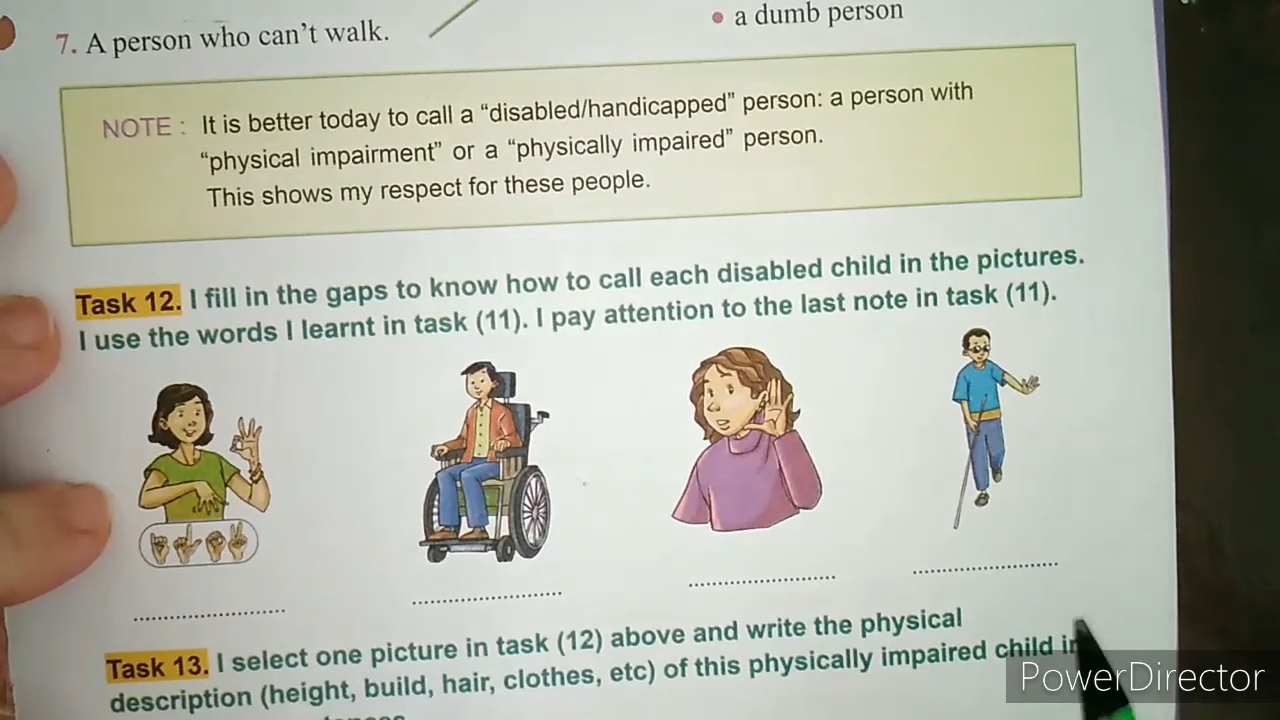 7. A person who can't walk.
• a dumb person
NOTE : It is better today to call a “disabled/handicapped” person: a person with
“physical impairment” or a “physically impaired” person.
This shows my respect for these people.
Task 12. I fill in the gaps to know how to call each disabled child in the pictures.
I use the words I learnt in task (11). I pay attention to the last note in task (11).
Task 13. I select one picture in task (12) above and write the physical
description (height, build, hair, clothes, etc) of this physically impaired child in
PowerDirector